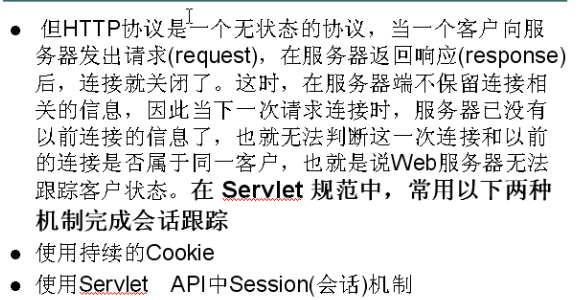 ● 但HTTP协议是一个无状态的协议，当一个客户向服
务器发出请求(request)，在服务器返回响应(response)
后，连接就关闭了。这时，在服务器端不保留连接相
关的信息，因此当下一次请求连接时，服务器已没有
以前连接的信息了，也就无法判断这一次连接和以前
的连接是否属于同一客户，也就是说Web服务器无法
跟踪客户状态。在 Servlet 规范中，常用以下两种
机制完成会话跟踪
● 使用持续的Cookie
● 使用Servlet API中Session(会话)机制